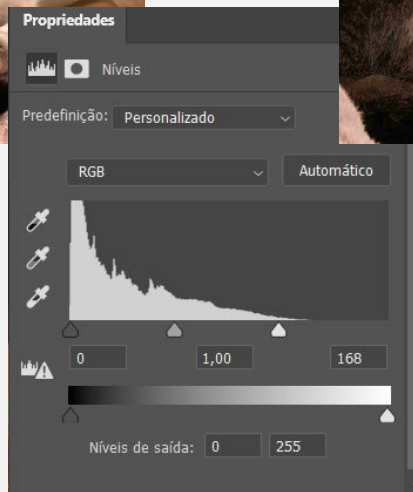 Propriedades
Níveis
Predefinição: Personalizado
RGB Automático
0 1,00 168
Níveis de saída: 0 255